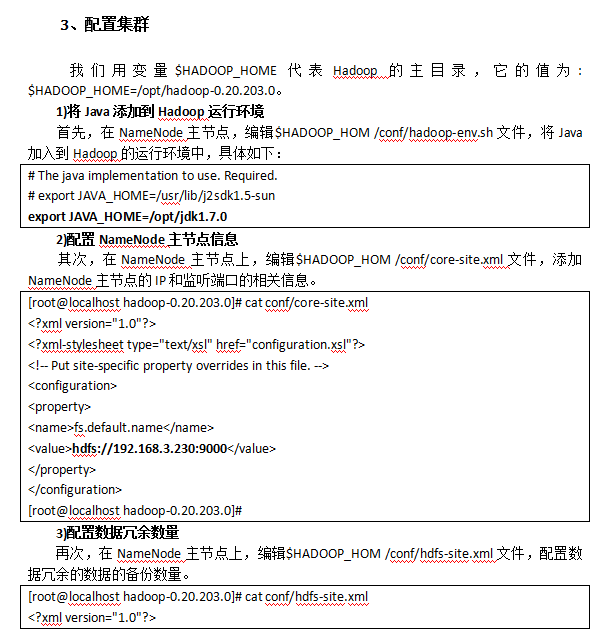 3、配置集群
我们用变量$HADOOP_HOME 代表 Hadoop 的主目录，它的值为：
$HADOOP_HOME=/opt/hadoop-0.20.203.0。
1)将 Java 添加到 Hadoop 运行环境
首先，在 NameNode 主节点，编辑$HADOOP_HOM /conf/hadoop-env.sh 文件，将 Java
加入到 Hadoop 的运行环境中，具体如下：
# The java implementation to use. Required.
# export JAVA_HOME=/usr/lib/j2sdk1.5-sun
export JAVA_HOME=/opt/jdk1.7.0
2)配置 NameNode 主节点信息
其次，在 NameNode 主节点上，编辑$HADOOP_HOM /conf/core-site.xml 文件，添加
NameNode 主节点的 IP 和监听端口的相关信息。
[root@localhost hadoop-0.20.203.0]# cat conf/core-site.xml
<?xml version="1.0"?>
<?xml-stylesheet type="text/xsl" href="configuration.xsl"?>
<!-- Put site-specific property overrides in this file. -->
<configuration>
<property>
<name>fs.default.name</name>
<value>hdfs://192.168.3.230:9000</value>
</property>
</configuration>
[root@localhost hadoop-0.20.203.0]#
3)配置数据冗余数量
再次，在 NameNode 主节点上，编辑$HADOOP_HOM /conf/hdfs-site.xml 文件，配置数
据冗余的数据的备份数量。
[root@localhost hadoop-0.20.203.0]# cat conf/hdfs-site.xml
<?xml version="1.0"?>